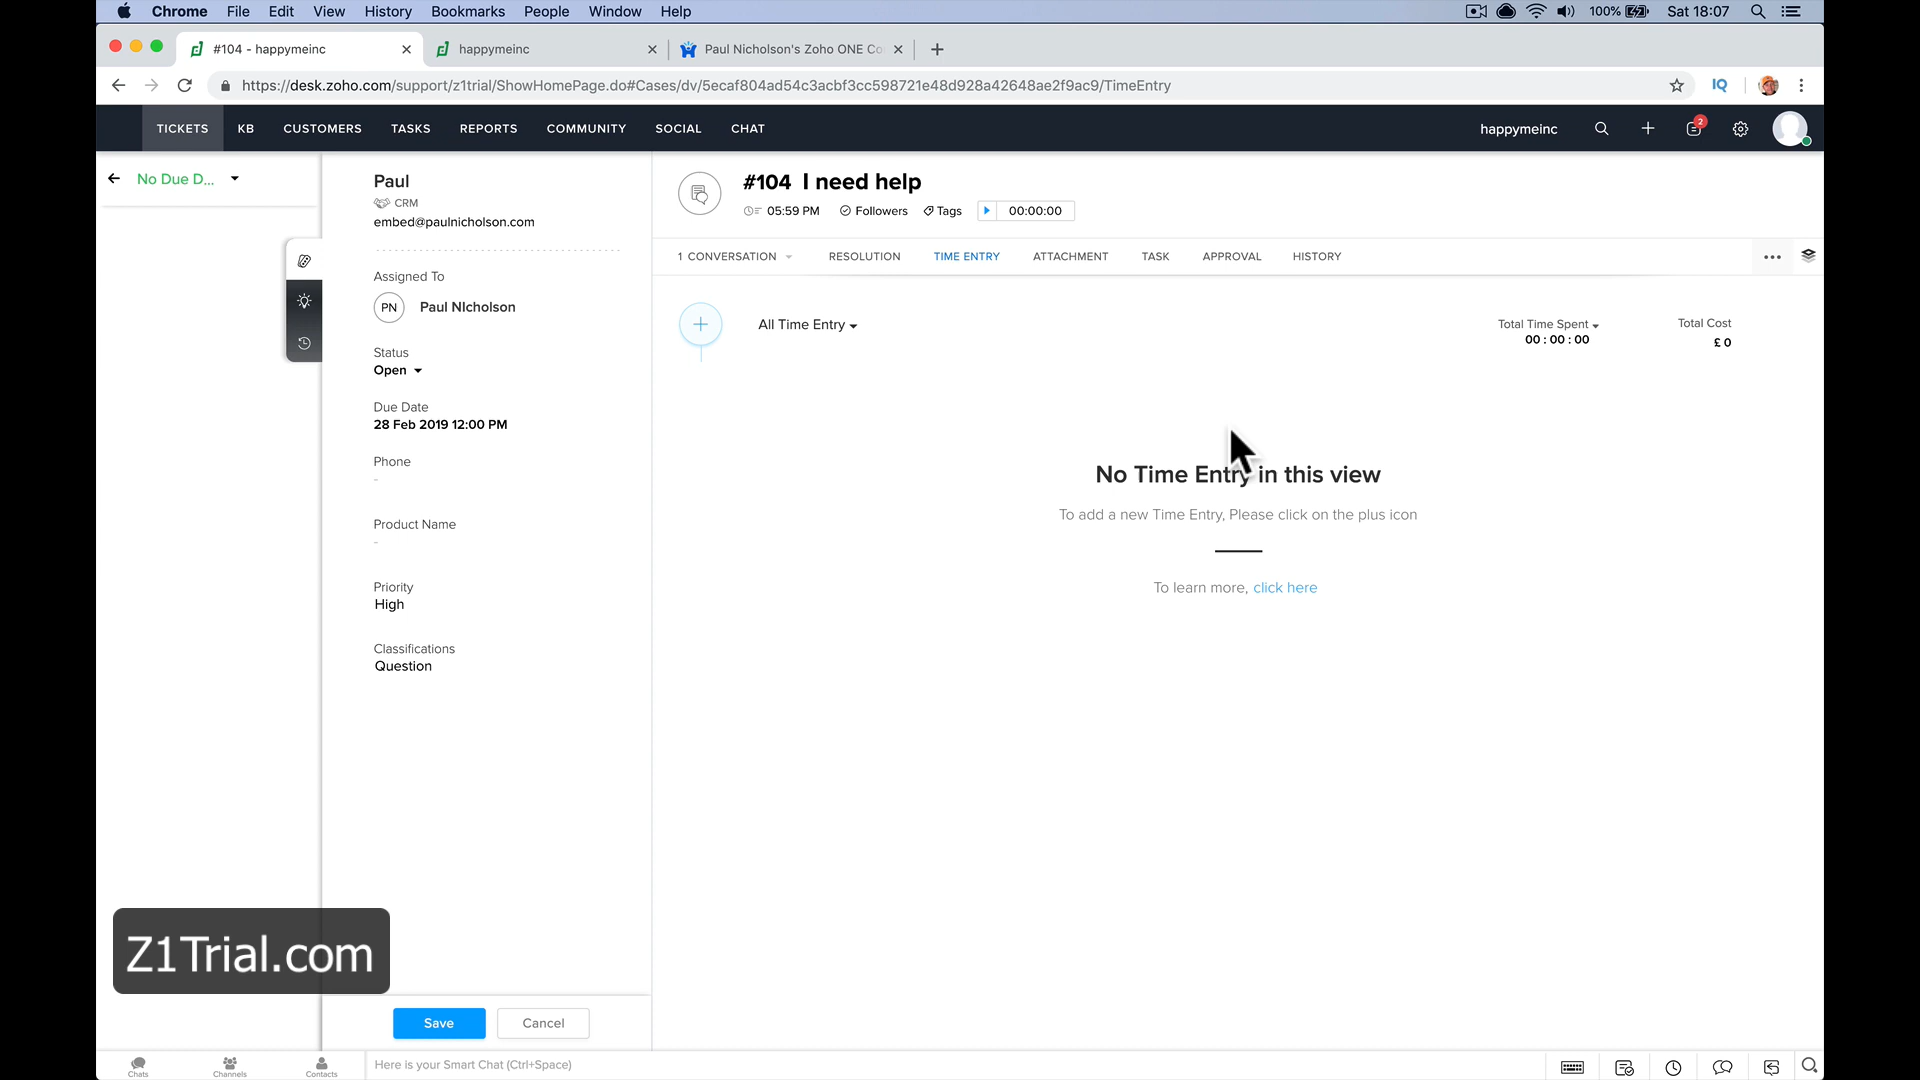 Chrome File Edit View History Bookmarks People Window Help 100% Sat 18:07
#104 - happymeinc happymeinc Paul Nicholson's Zoho ONE Co
https://desk.zoho.com/support/z1trial/ShowHomePage.do#Cases/dv/5ecaf804ad54c3acbf3cc598721e48d928a42648ae2f9ac9/TimeEntry IQ
TICKETS KB CUSTOMERS TASKS REPORTS COMMUNITY SOCIAL CHAT happymeinc 2
No Due D...
Paul
CRM
embed@paulnicholson.com
Assigned To
PN Paul NIcholson
Status
Open
Due Date
28 Feb 2019 12:00 PM
Phone
-
Product Name
-
Priority
High
Classifications
Question
Save Cancel
#104 I need help
05:59 PM Followers Tags 00:00:00
1 CONVERSATION RESOLUTION TIME ENTRY ATTACHMENT TASK APPROVAL HISTORY
All Time Entry Total Time Spent Total Cost
00 : 00 : 00 £ 0
No Time Entry in this view
To add a new Time Entry, Please click on the plus icon
To learn more, click here
Z1Trial.com
Chats Channels Contacts Here is your Smart Chat (Ctrl+Space)